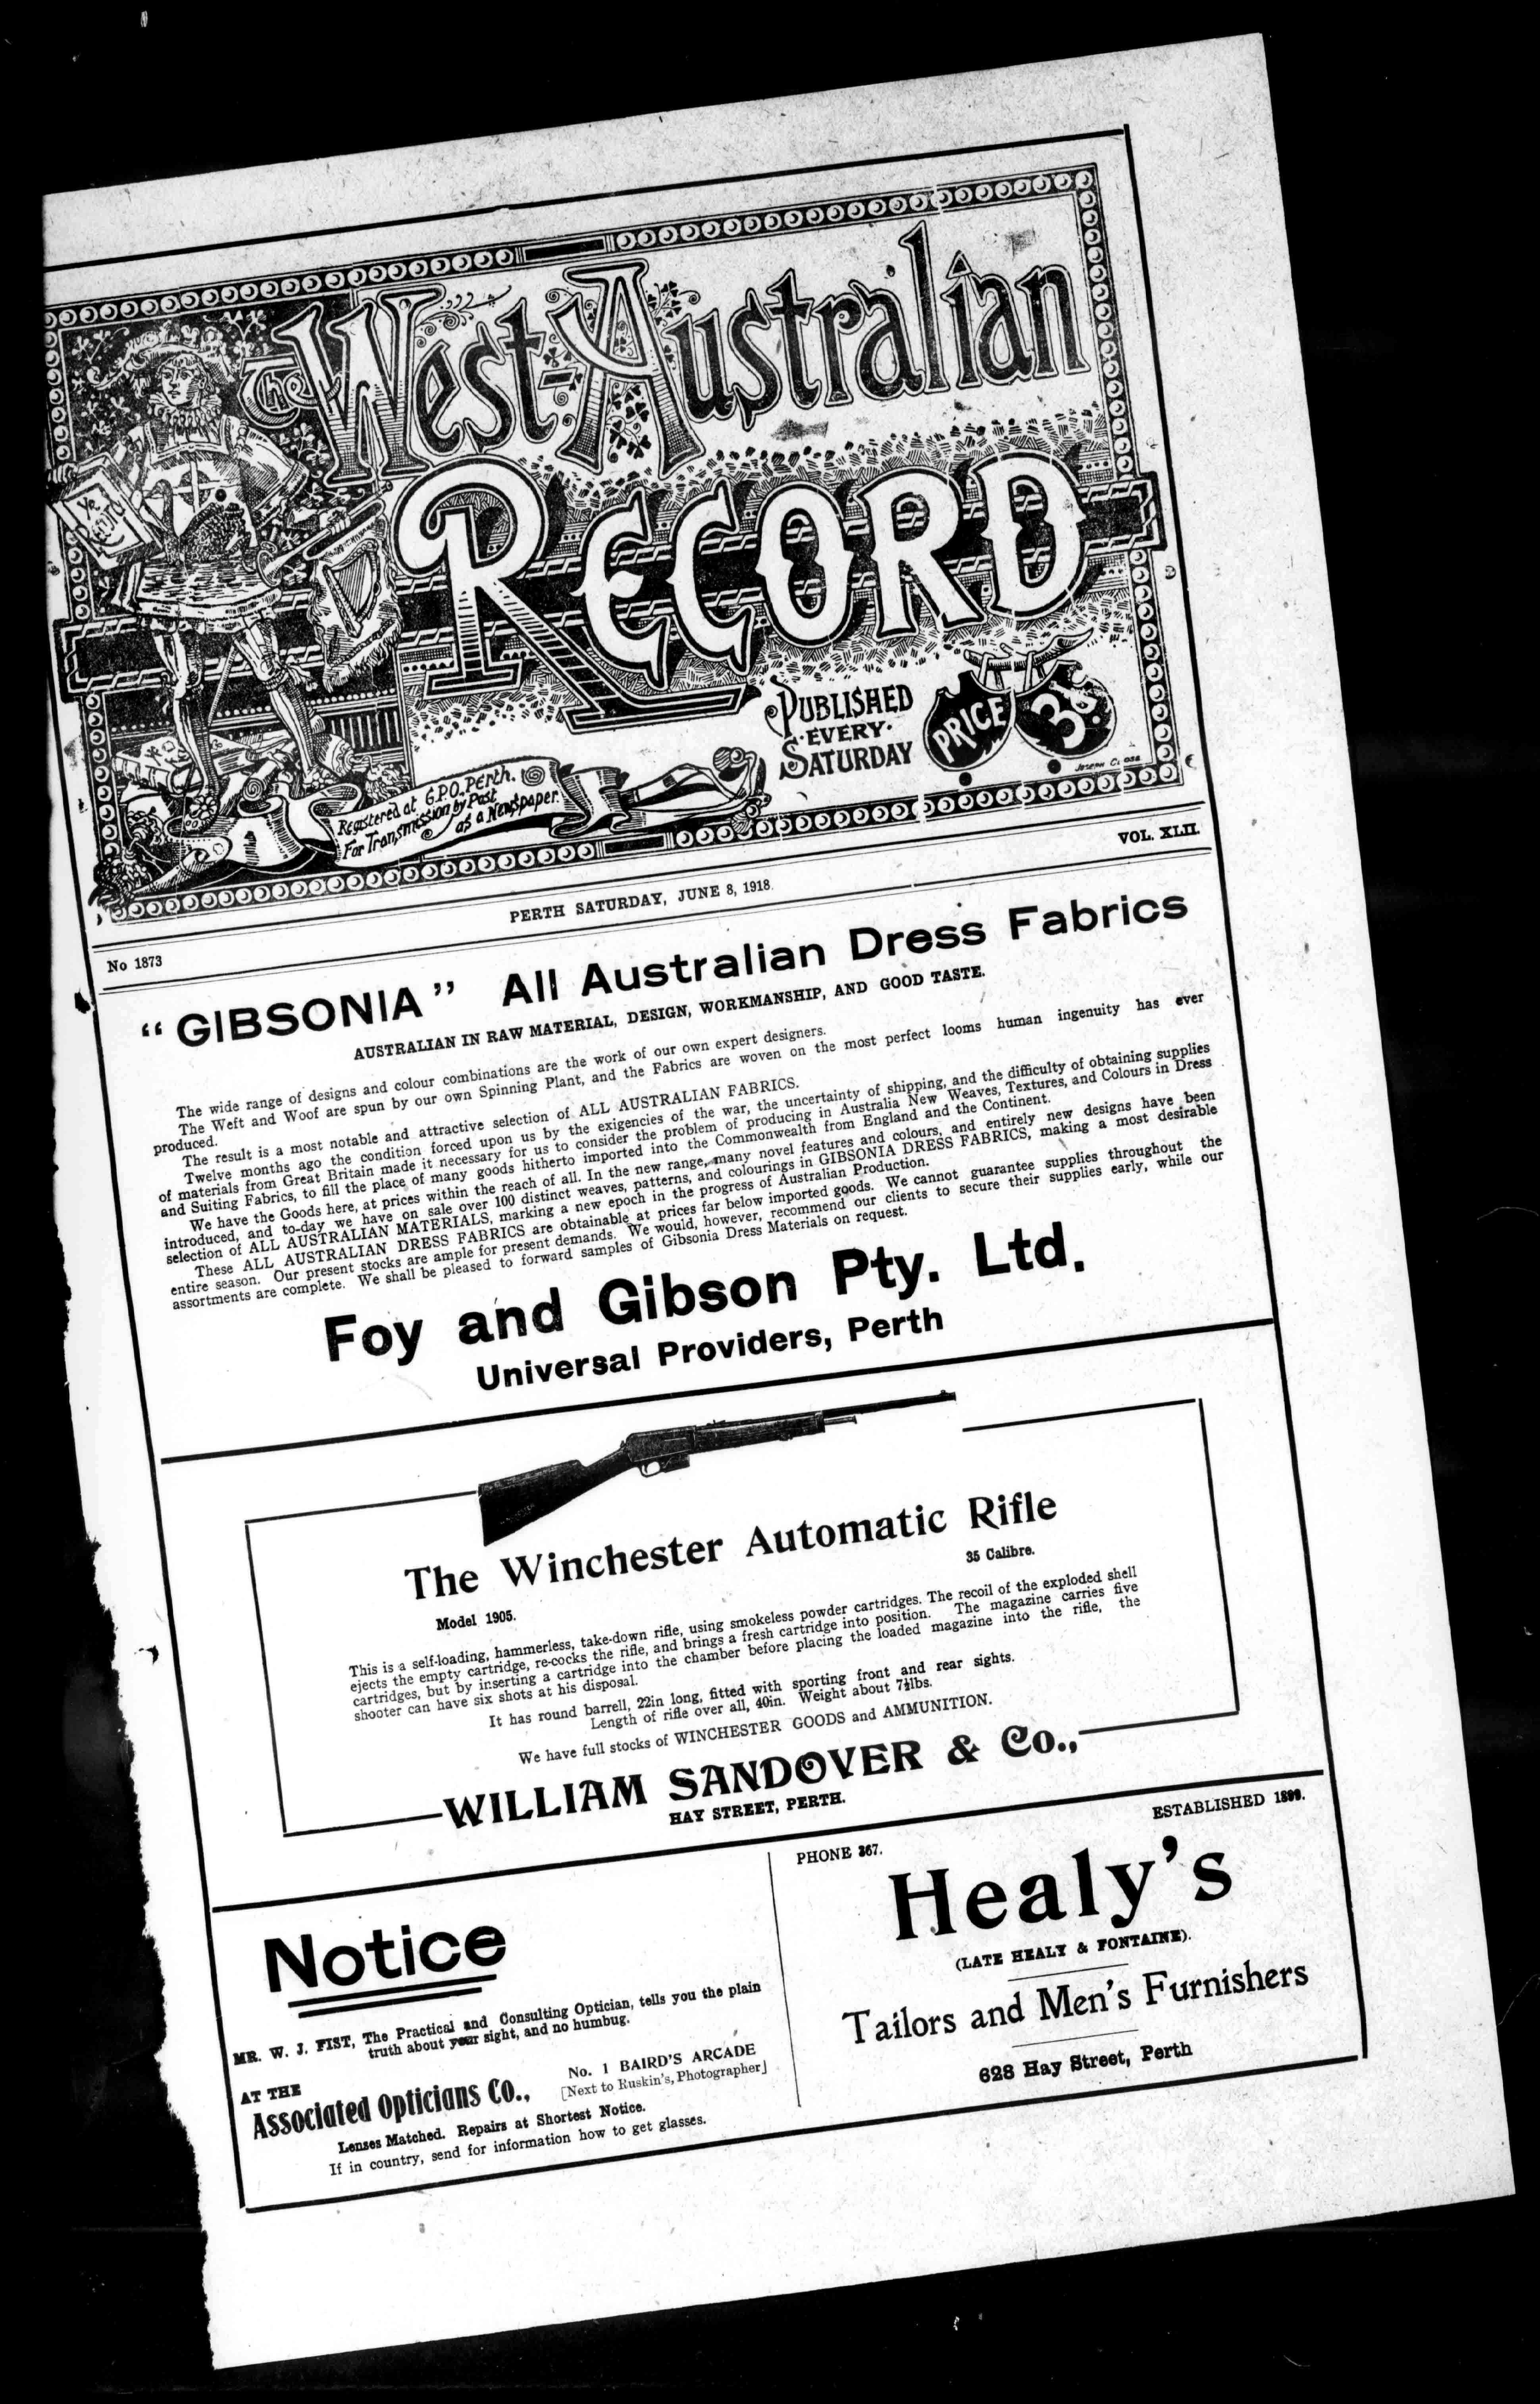 The West-Australian
RECORD
PUBLISHED
·EVERY·
SATURDAY
PRICE 3d
Joseph Close
Registered at G.P.O. Perth.
For Transmission by Post
as a Newspaper.
No 1873
PERTH SATURDAY, JUNE 8, 1918.
VOL. XLII.
“GIBSONIA” All Australian Dress Fabrics
AUSTRALIAN IN RAW MATERIAL, DESIGN, WORKMANSHIP, AND GOOD TASTE.
The wide range of designs and colour combinations are the work of our own expert designers.
The Weft and Woof are spun by our own Spinning Plant, and the Fabrics are woven on the most perfect looms human ingenuity has ever
produced.
The result is a most notable and attractive selection of ALL AUSTRALIAN FABRICS.
Twelve months ago the condition forced upon us by the exigencies of the war, the uncertainty of shipping, and the difficulty of obtaining supplies
of materials from Great Britain made it necessary for us to consider the problem of producing in Australia New Weaves, Textures, and Colours in Dress
and Suiting Fabrics, to fill the place of many goods hitherto imported into the Commonwealth from England and the Continent.
We have the Goods here, at prices within the reach of all. In the new range, many novel features and colours, and entirely new designs have been
introduced, and to-day we have on sale over 100 distinct weaves, patterns, and colourings in GIBSONIA DRESS FABRICS, making a most desirable
selection of ALL AUSTRALIAN MATERIALS, marking a new epoch in the progress of Australian Production.
These ALL AUSTRALIAN DRESS FABRICS are obtainable at prices far below imported goods. We cannot guarantee supplies throughout the
entire season. Our present stocks are ample for present demands. We would, however, recommend our clients to secure their supplies early, while our
assortments are complete. We shall be pleased to forward samples of Gibsonia Dress Materials on request.
Foy and Gibson Pty. Ltd.
Universal Providers, Perth
The Winchester Automatic Rifle
Model 1905.
35 Calibre.
This is a self-loading, hammerless, take-down rifle, using smokeless powder cartridges. The recoil of the exploded shell
ejects the empty cartridge, re-cocks the rifle, and brings a fresh cartridge into position. The magazine carries five
cartridges, but by inserting a cartridge into the chamber before placing the loaded magazine into the rifle, the
shooter can have six shots at his disposal.
It has round barrell, 22in long, fitted with sporting front and rear sights.
Length of rifle over all, 40in. Weight about 7½lbs.
We have full stocks of WINCHESTER GOODS and AMMUNITION.
WILLIAM SANDOVER & Co.,
HAY STREET, PERTH.
Notice
MR. W. J. FIST, The Practical and Consulting Optician, tells you the plain
truth about your sight, and no humbug.
AT THE
Associated Opticians Co.,
No. 1 BAIRD'S ARCADE
[Next to Ruskin's, Photographer]
Lenses Matched. Repairs at Shortest Notice.
If in country, send for information how to get glasses.
PHONE 367.
ESTABLISHED
Healy's
(LATE HEALY & FONTAINE).
Tailors and Men's Furnishers
628 Hay Street, Perth